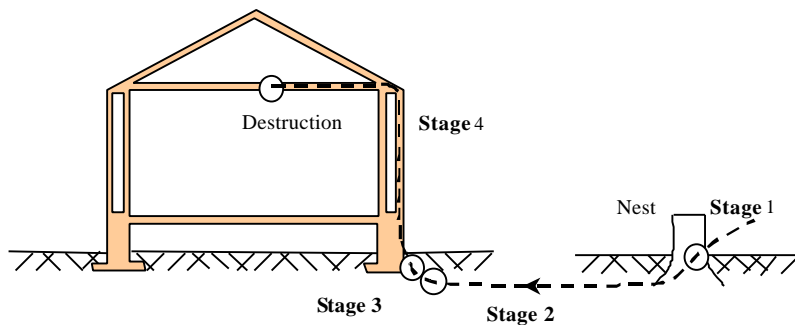 Destruction
Stage 4
Nest
Stage 1
Stage 3
Stage 2